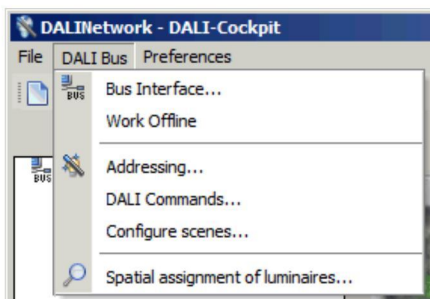 DALINetwork - DALI-Cockpit
File DALI Bus Preferences
BUS Bus Interface...
Work Offline
BUS
Addressing...
DALI Commands...
Configure scenes...
Spatial assignment of luminaires...